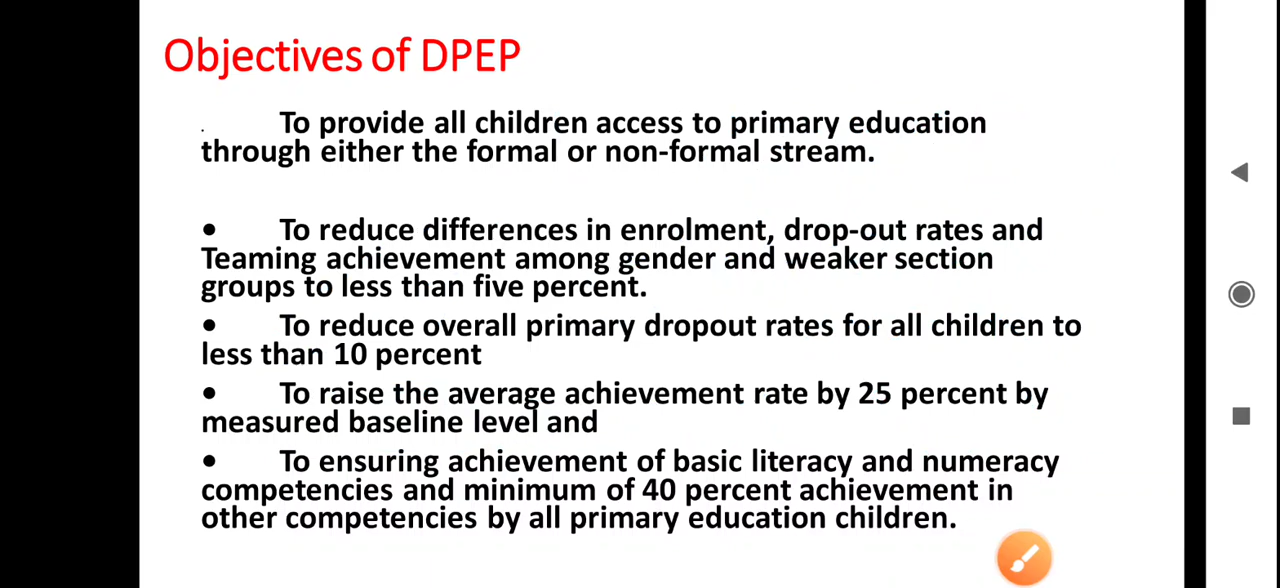 Objectives of DPEP
. To provide all children access to primary education
through either the formal or non-formal stream.
• To reduce differences in enrolment, drop-out rates and
Teaming achievement among gender and weaker section
groups to less than five percent.
• To reduce overall primary dropout rates for all children to
less than 10 percent
• To raise the average achievement rate by 25 percent by
measured baseline level and
• To ensuring achievement of basic literacy and numeracy
competencies and minimum of 40 percent achievement in
other competencies by all primary education children.